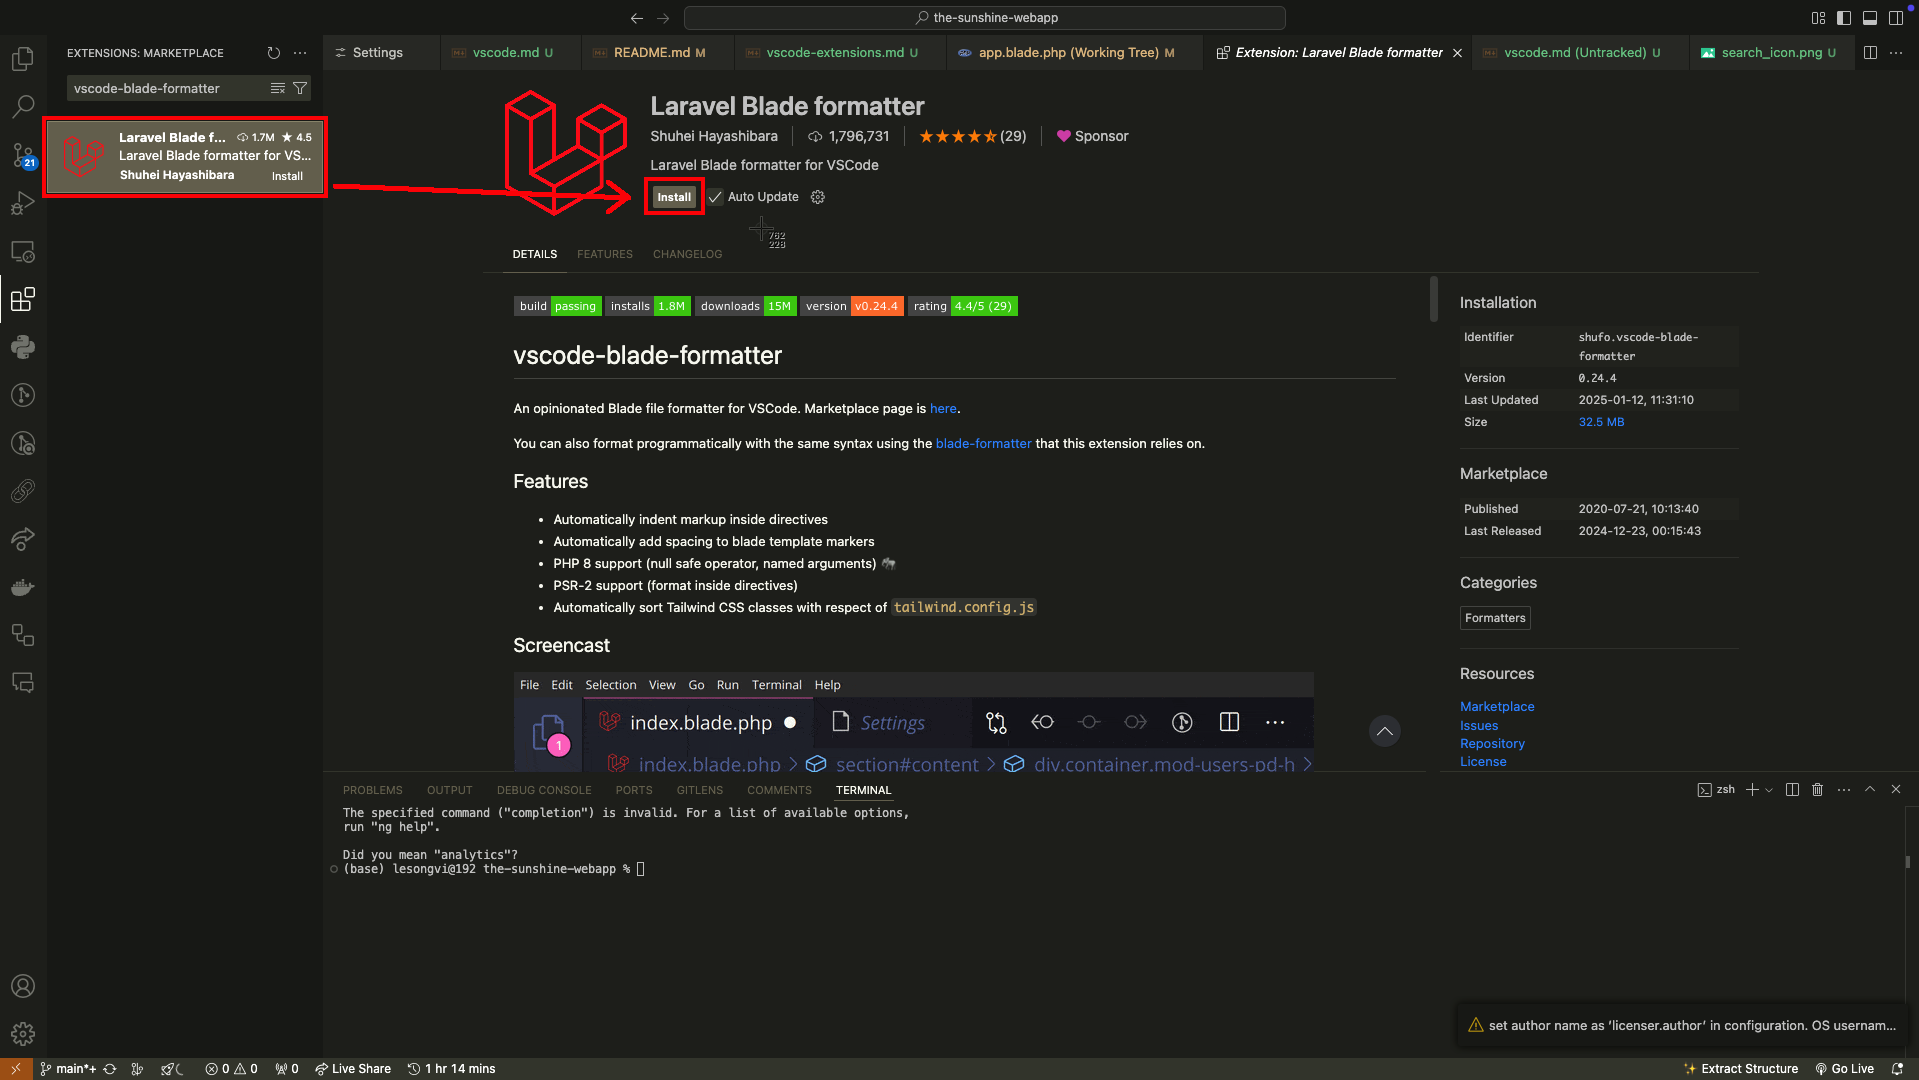 the-sunshine-webapp
EXTENSIONS: MARKETPLACE
vscode-blade-formatter
Laravel Blade f... 1.7M ★ 4.5
Laravel Blade formatter for VS...
Shuhei Hayashibara Install
21
Settings
vscode.md U
README.md M
vscode-extensions.md U
app.blade.php (Working Tree) M
Extension: Laravel Blade formatter
vscode.md (Untracked) U
search_icon.png U
Laravel Blade formatter
Shuhei Hayashibara 1,796,731 (29) Sponsor
Laravel Blade formatter for VSCode
Install Auto Update
762
228
DETAILS FEATURES CHANGELOG
build passing installs 1.8M downloads 15M version v0.24.4 rating 4.4/5 (29)
vscode-blade-formatter
An opinionated Blade file formatter for VSCode. Marketplace page is here.
You can also format programmatically with the same syntax using the blade-formatter that this extension relies on.
Features
• Automatically indent markup inside directives
• Automatically add spacing to blade template markers
• PHP 8 support (null safe operator, named arguments) 🐘
• PSR-2 support (format inside directives)
• Automatically sort Tailwind CSS classes with respect of tailwind.config.js
Screencast
File Edit Selection View Go Run Terminal Help
1
index.blade.php ● Settings
index.blade.php > section#content > div.container.mod-users-pd-h >
Installation
Identifier shufo.vscode-blade-
formatter
Version 0.24.4
Last Updated 2025-01-12, 11:31:10
Size 32.5 MB
Marketplace
Published 2020-07-21, 10:13:40
Last Released 2024-12-23, 00:15:43
Categories
Formatters
Resources
Marketplace
Issues
Repository
License
PROBLEMS OUTPUT DEBUG CONSOLE PORTS GITLENS COMMENTS TERMINAL
zsh
The specified command ("completion") is invalid. For a list of available options,
run "ng help".
Did you mean "analytics"?
(base) lesongvi@192 the-sunshine-webapp %
set author name as 'licenser.author' in configuration. OS usernam...
main*+ 0 0 0 Live Share 1 hr 14 mins
Extract Structure Go Live